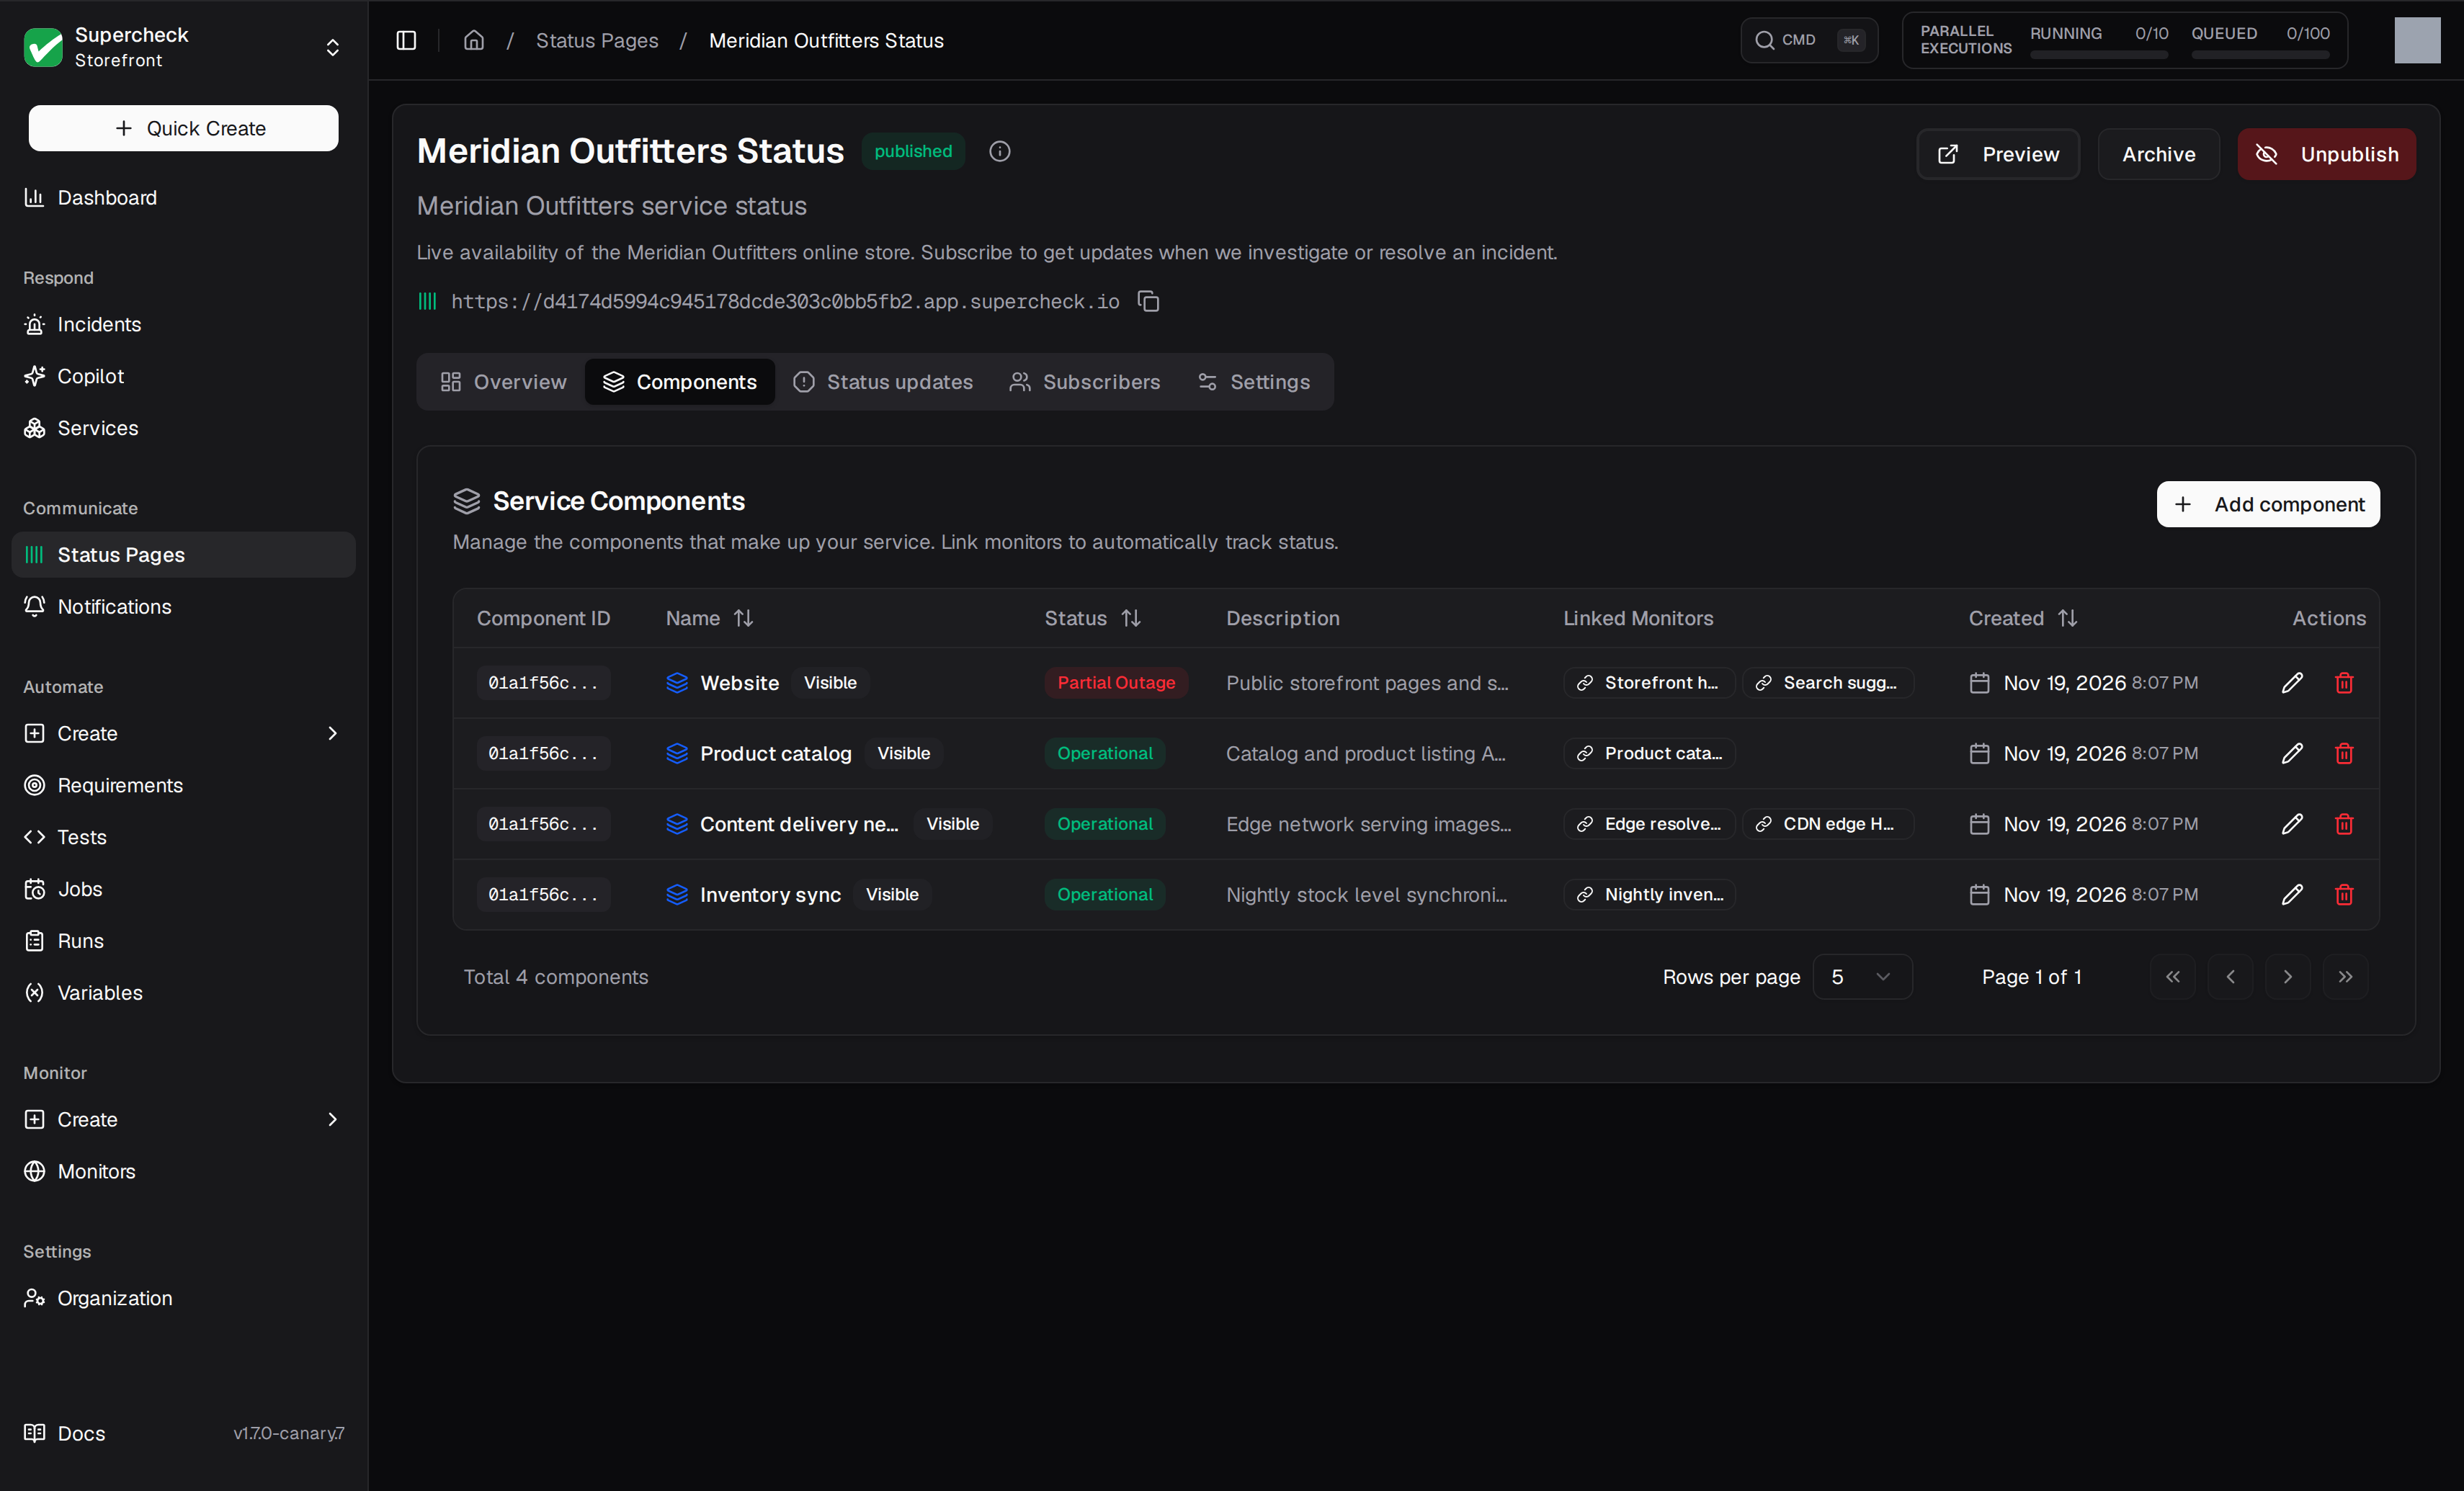 Supercheck
Storefront
Quick Create
Dashboard
Respond
Incidents
Copilot
Services
Communicate
Status Pages
Notifications
Automate
Create
Requirements
Tests
Jobs
Runs
Variables
Monitor
Create
Monitors
Settings
Organization
Docs v1.7.0-canary.7
/ Status Pages / Meridian Outfitters Status
CMD ⌘K
PARALLEL EXECUTIONS
RUNNING 0/10
QUEUED 0/100
Meridian Outfitters Status published
Preview
Archive
Unpublish
Meridian Outfitters service status
Live availability of the Meridian Outfitters online store. Subscribe to get updates when we investigate or resolve an incident.
https://d4174d5994c945178dcde303c0bb5fb2.app.supercheck.io
Overview Components Status updates Subscribers Settings
Service Components
Add component
Manage the components that make up your service. Link monitors to automatically track status.
Component ID Name Status Description Linked Monitors Created Actions
01a1f56c... Website Visible Partial Outage Public storefront pages and s... Storefront h... Search sugg... Nov 19, 2026 8:07 PM
01a1f56c... Product catalog Visible Operational Catalog and product listing A... Product cata... Nov 19, 2026 8:07 PM
01a1f56c... Content delivery ne... Visible Operational Edge network serving images... Edge resolve... CDN edge H... Nov 19, 2026 8:07 PM
01a1f56c... Inventory sync Visible Operational Nightly stock level synchroni... Nightly inven... Nov 19, 2026 8:07 PM
Total 4 components Rows per page 5 Page 1 of 1